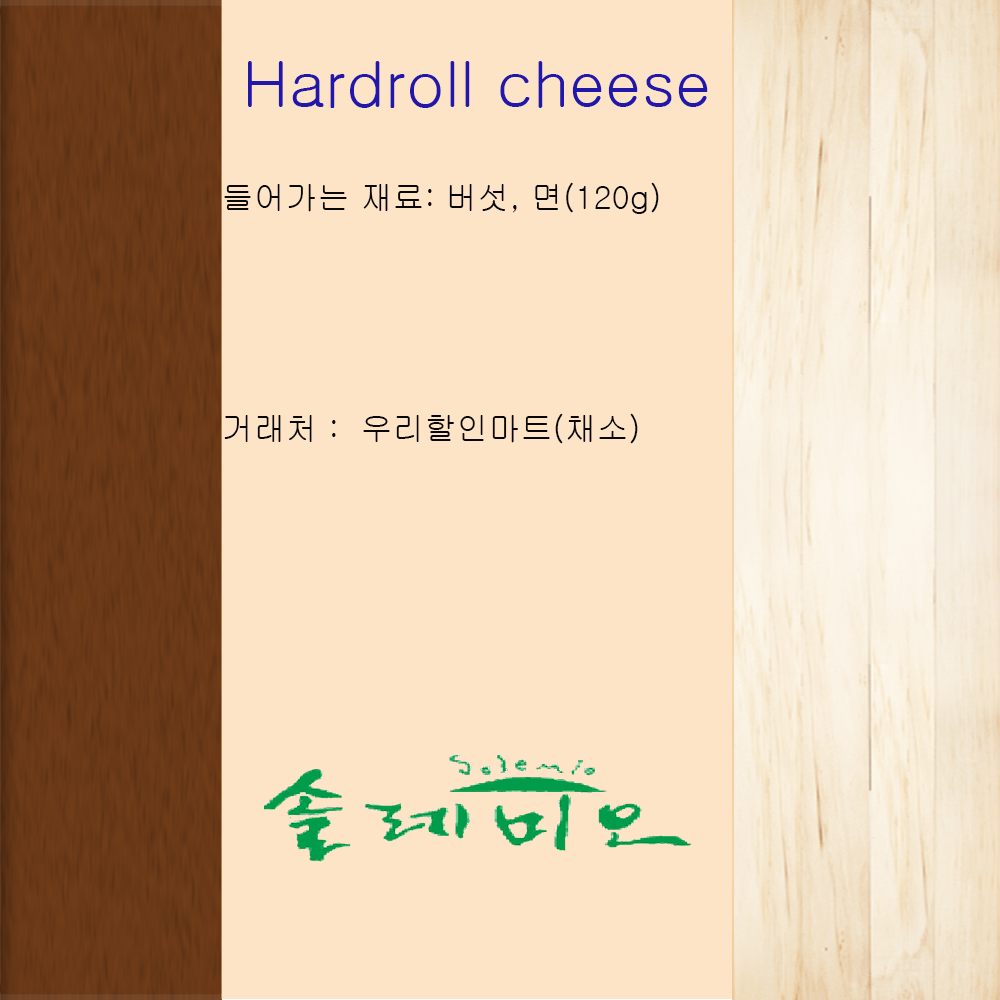 Hardroll cheese
들어가는 재료: 버섯, 면(120g)
거래처 : 우리할인마트(채소)
Solemio
솔레미오